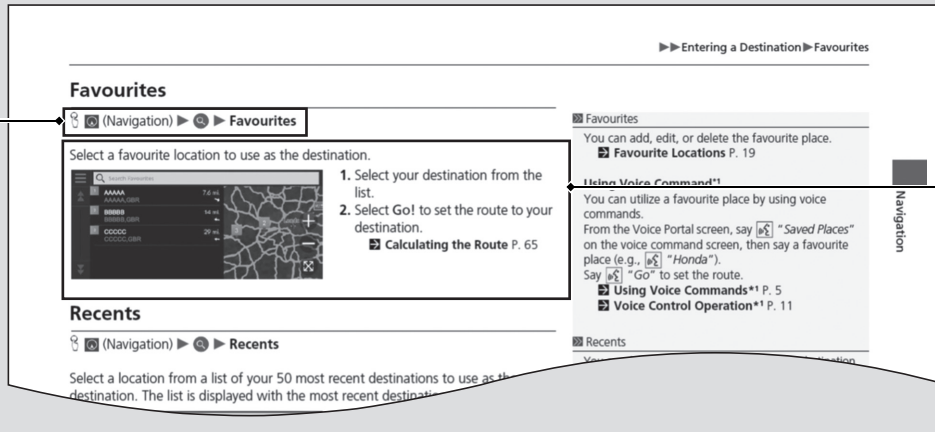 ▶▶Entering a Destination▶Favourites
Favourites
(Navigation) ▶ ▶ Favourites
Select a favourite location to use as the destination.
Search Favourites
AAAAA
7.6 mi
AAAAA,GBR
BBBBB
14 mi
BBBBB,GBR
CCCCC
29 mi
CCCCC,GBR
1. Select your destination from the
list.
2. Select Go! to set the route to your
destination.
Calculating the Route P. 65
Recents
(Navigation) ▶ ▶ Recents
Select a location from a list of your 50 most recent destinations to use as the
destination. The list is displayed with the most recent
Favourites
You can add, edit, or delete the favourite place.
Favourite Locations P. 19
Using Voice Command*1
You can utilize a favourite place by using voice
commands.
From the Voice Portal screen, say "Saved Places"
on the voice command screen, then say a favourite
place (e.g., "Honda").
Say "Go" to set the route.
Using Voice Commands*1 P. 5
Voice Control Operation*1 P. 11
Recents
Navigation